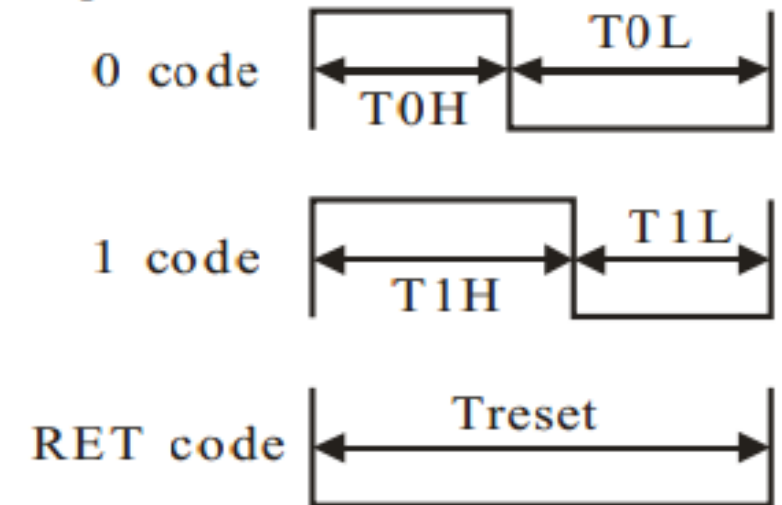 0 code
T0H
T0L
1 code
T1H
T1L
RET code
Treset